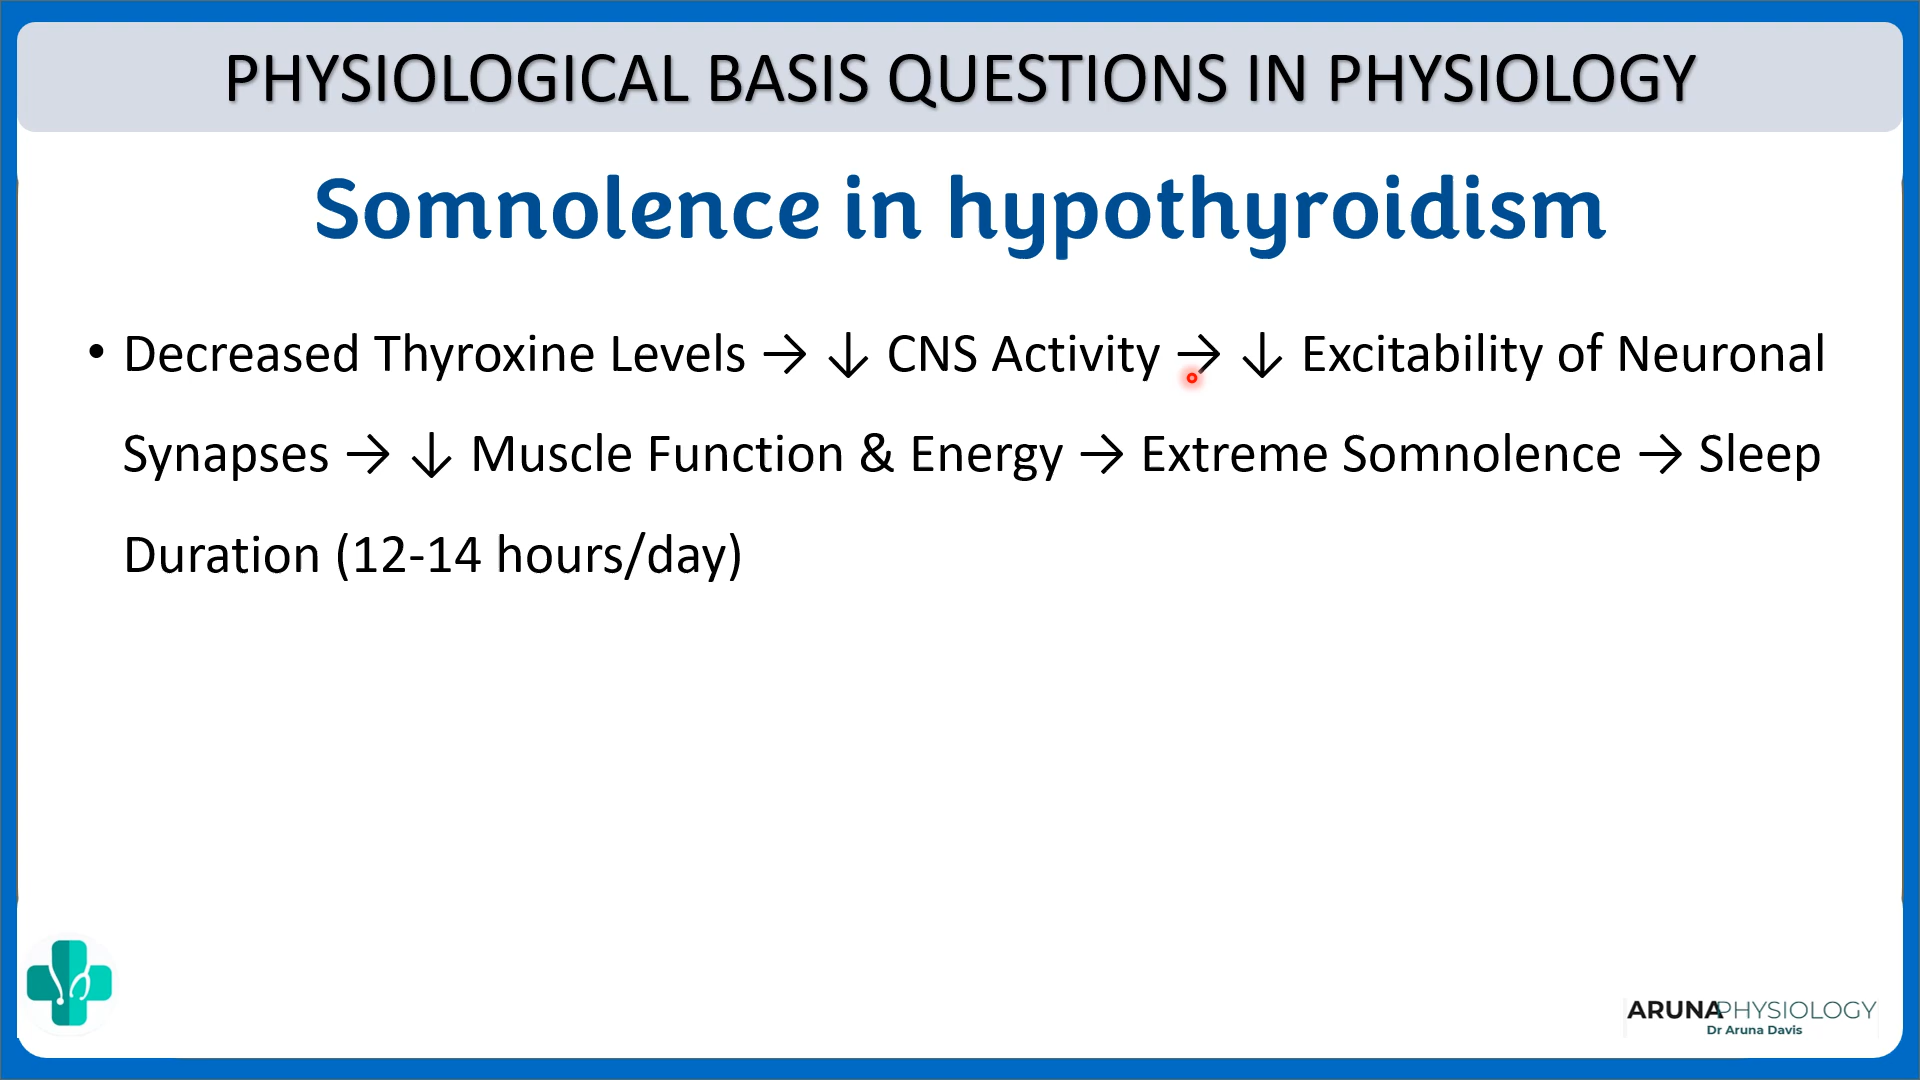 PHYSIOLOGICAL BASIS QUESTIONS IN PHYSIOLOGY
Somnolence in hypothyroidism
• Decreased Thyroxine Levels → ↓ CNS Activity → ↓ Excitability of Neuronal
Synapses → ↓ Muscle Function & Energy → Extreme Somnolence → Sleep
Duration (12-14 hours/day)
ARUNAPHYSIOLOGY
Dr Aruna Davis